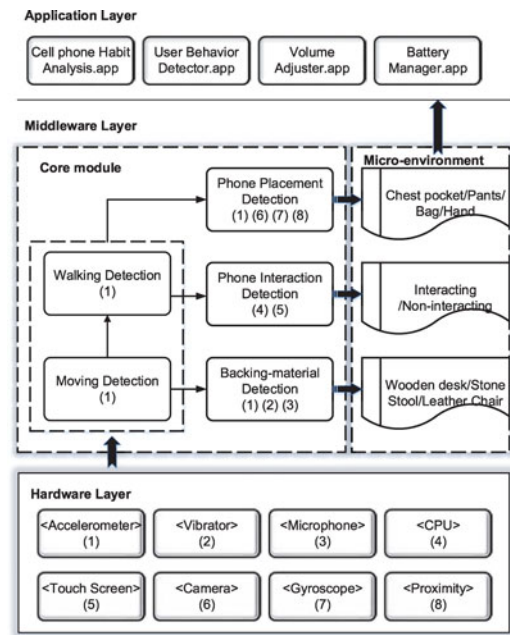 Application Layer
Cell phone Habit
Analysis.app
User Behavior
Detector.app
Volume
Adjuster.app
Battery
Manager.app
Middleware Layer
Core module
Micro-environment
Phone Placement
Detection
(1) (6) (7) (8)
Chest pocket/Pants/
Bag/Hand
Walking Detection
(1)
Phone Interaction
Detection
(4) (5)
Interacting
/Non-interacting
Moving Detection
(1)
Backing-material
Detection
(1) (2) (3)
Wooden desk/Stone
Stool/Leather Chair
Hardware Layer
<Accelerometer>
(1)
<Vibrator>
(2)
<Microphone>
(3)
<CPU>
(4)
<Touch Screen>
(5)
<Camera>
(6)
<Gyroscope>
(7)
<Proximity>
(8)